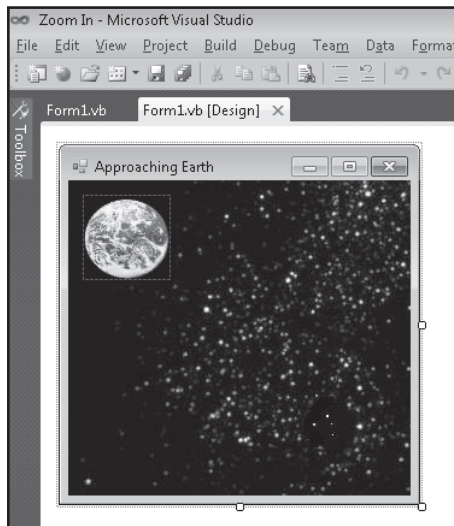 Zoom In - Microsoft Visual Studio
File Edit View Project Build Debug Team Data
Form1.vb Form1.vb [Design]
Toolbox
Approaching Earth